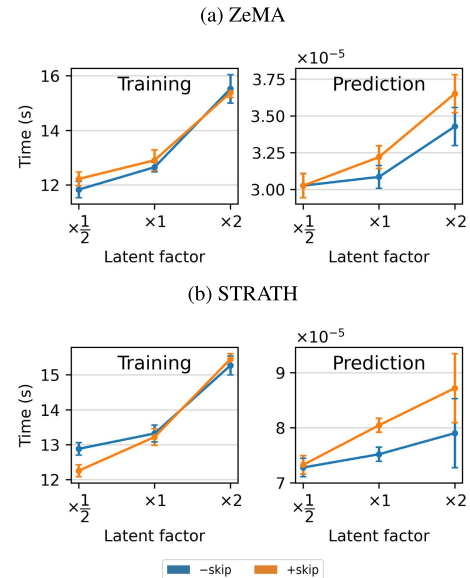 (a) ZeMA
×10⁻⁵
Training
Prediction
Time (s)
16
14
12
3.75
3.50
3.25
3.00
×1/2 ×1 ×2
×1/2 ×1 ×2
Latent factor
Latent factor
(b) STRATH
×10⁻⁵
Training
Prediction
Time (s)
15
14
13
12
9
8
7
×1/2 ×1 ×2
×1/2 ×1 ×2
Latent factor
Latent factor
−skip +skip